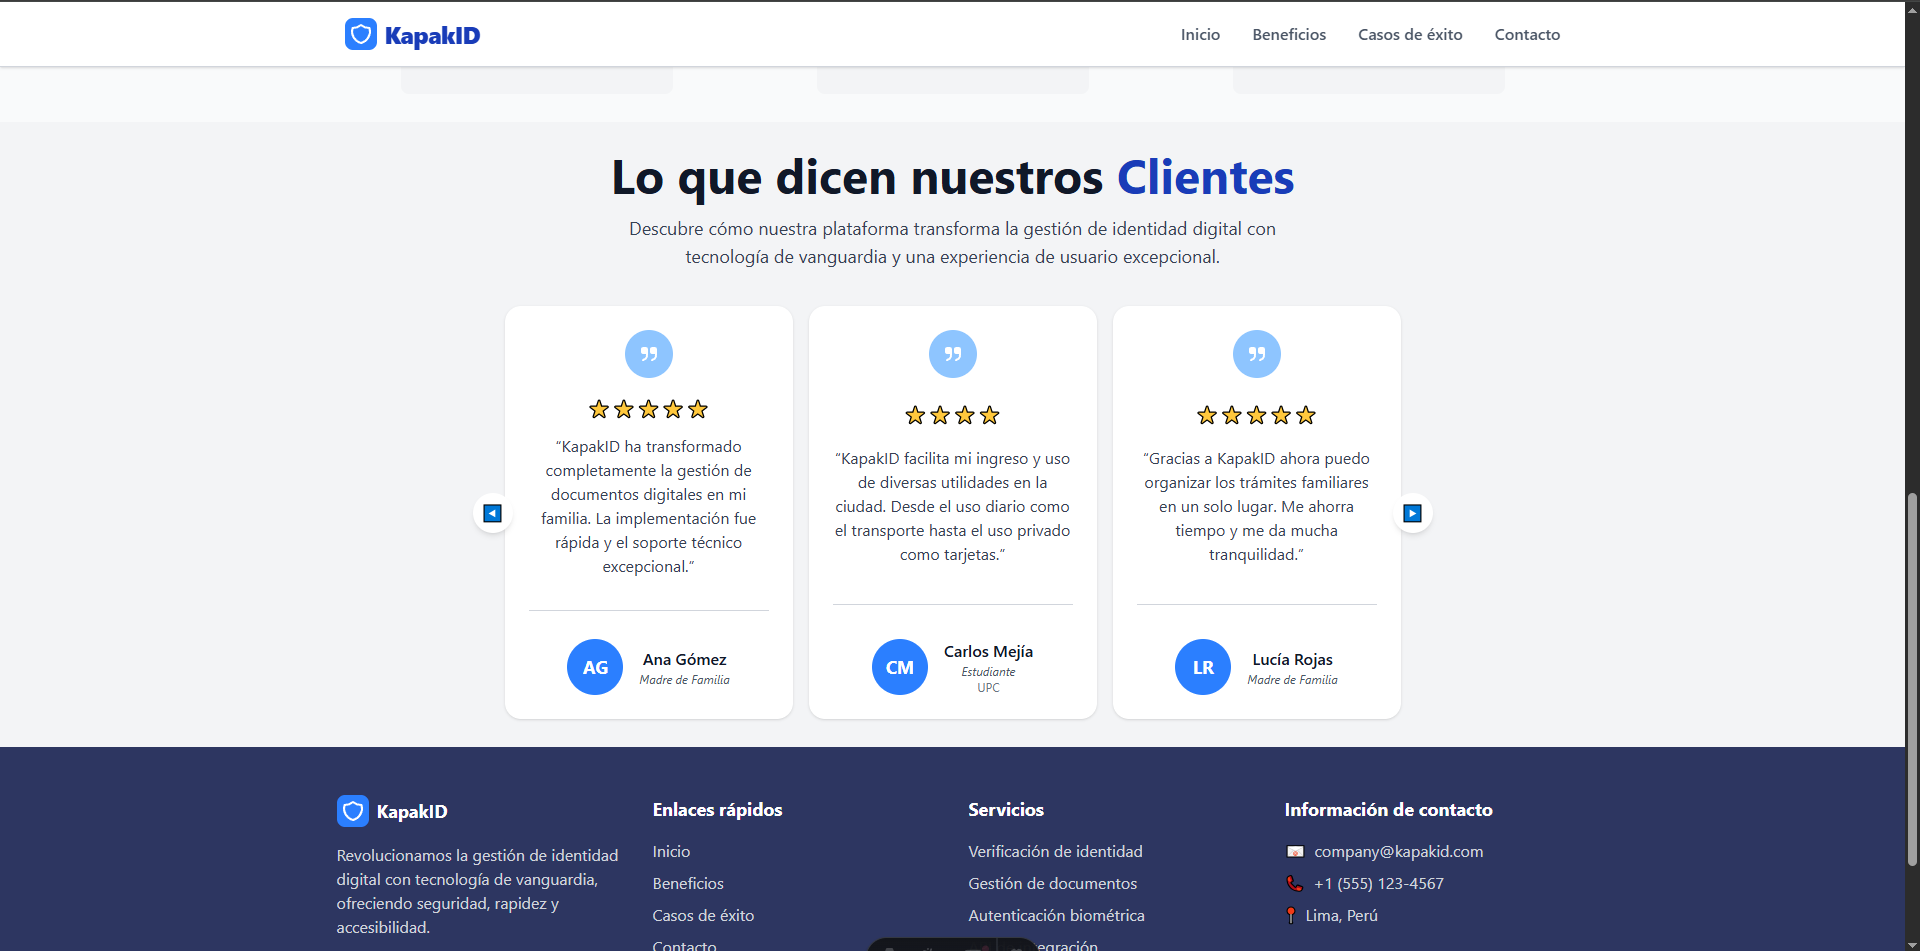 KapakID
Inicio
Beneficios
Casos de éxito
Contacto
Lo que dicen nuestros Clientes
Descubre cómo nuestra plataforma transforma la gestión de identidad digital con
tecnología de vanguardia y una experiencia de usuario excepcional.
“KapakID ha transformado
completamente la gestión de
documentos digitales en mi
familia. La implementación fue
rápida y el soporte técnico
excepcional.”
AG
Ana Gómez
Madre de Familia
“KapakID facilita mi ingreso y uso
de diversas utilidades en la
ciudad. Desde el uso diario como
el transporte hasta el uso privado
como tarjetas.”
CM
Carlos Mejía
Estudiante
UPC
“Gracias a KapakID ahora puedo
organizar los trámites familiares
en un solo lugar. Me ahorra
tiempo y me da mucha
tranquilidad.”
LR
Lucía Rojas
Madre de Familia
KapakID
Revolucionamos la gestión de identidad
digital con tecnología de vanguardia,
ofreciendo seguridad, rapidez y
accesibilidad.
Enlaces rápidos
Inicio
Beneficios
Casos de éxito
Contacto
Servicios
Verificación de identidad
Gestión de documentos
Autenticación biométrica
Información de contacto
company@kapakid.com
+1 (555) 123-4567
Lima, Perú